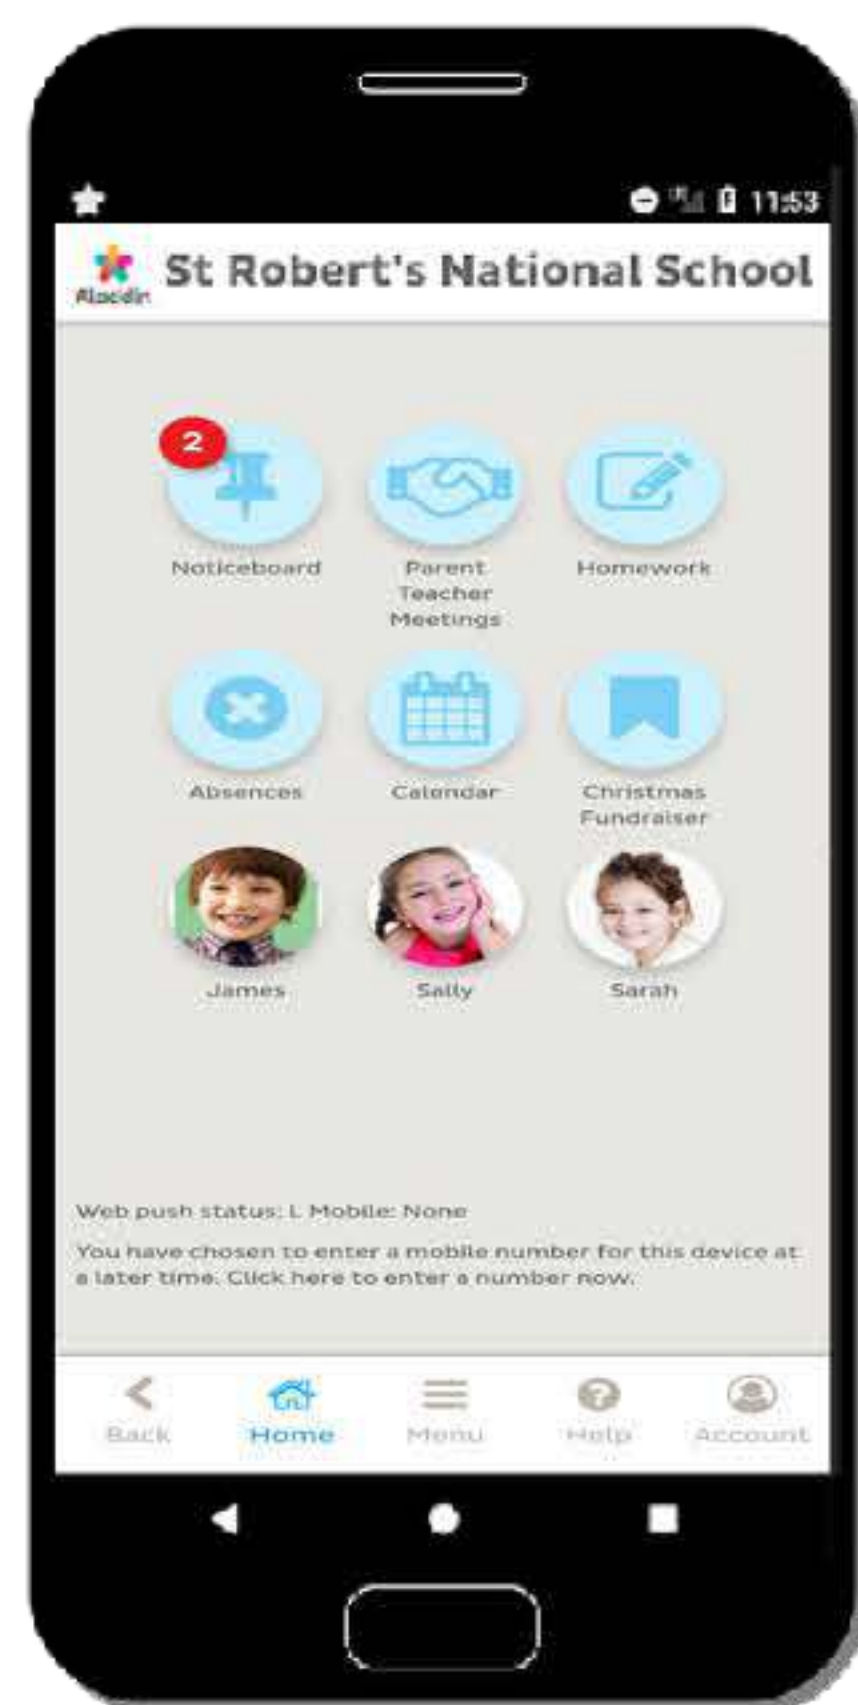 11:53
Aladdin
St Robert's National School
2
Noticeboard
Parent
Teacher
Meetings
Homework
Absences
Calendar
Christmas
Fundraiser
James
Sally
Sarah
Web push status: L Mobile: None
You have chosen to enter a mobile number for this device at
a later time. Click here to enter a number now.
Back
Home
Menu
Help
Account